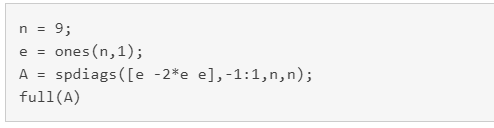 n = 9;
e = ones(n,1);
A = spdiags([e -2*e e],-1:1,n,n);
full(A)